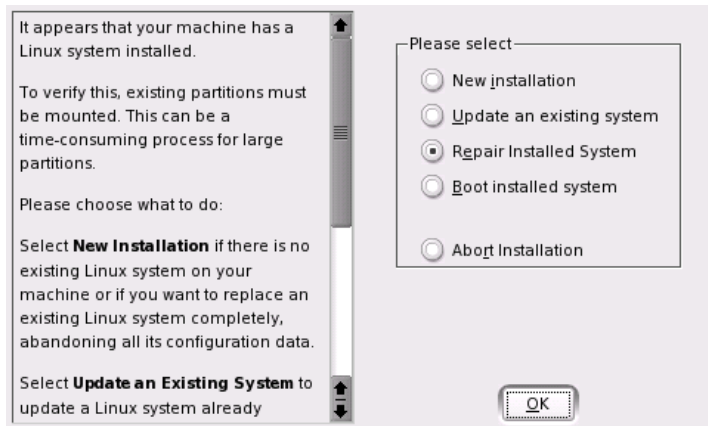 It appears that your machine has a
Linux system installed.
To verify this, existing partitions must
be mounted. This can be a
time-consuming process for large
partitions.
Please choose what to do:
Select New Installation if there is no
existing Linux system on your
machine or if you want to replace an
existing Linux system completely,
abandoning all its configuration data.
Select Update an Existing System to
update a Linux system already
Please select
New installation
Update an existing system
Repair Installed System
Boot installed system
Abort Installation
OK